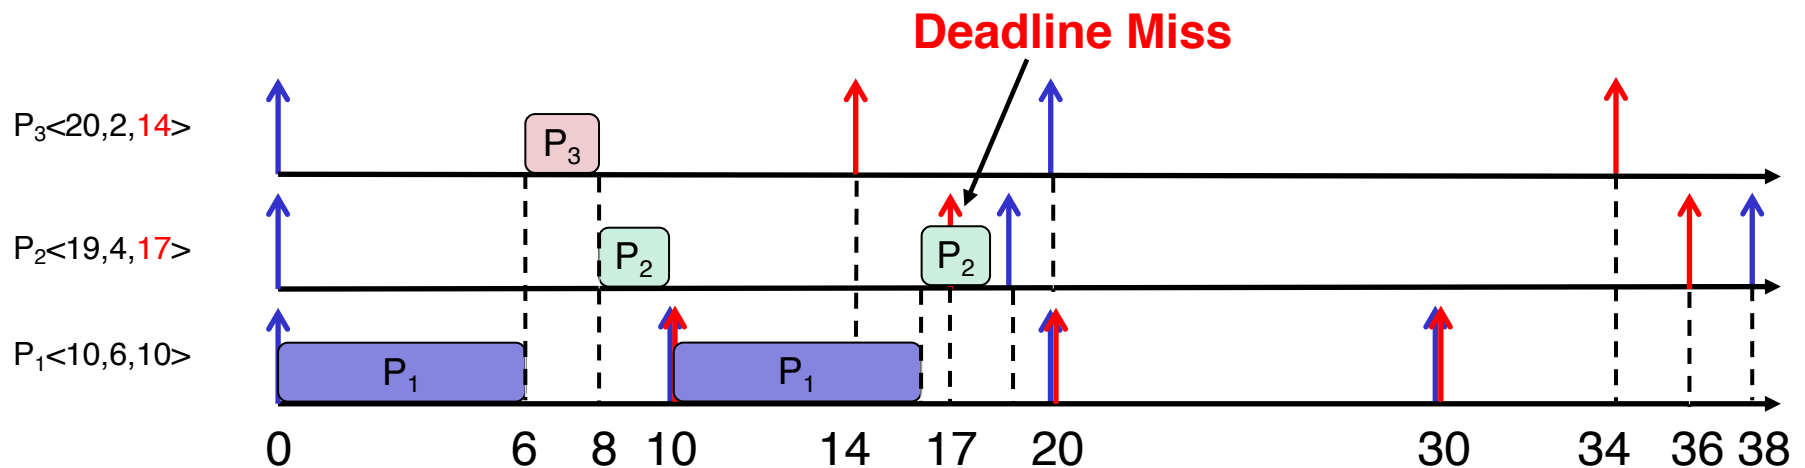 Deadline Miss
P₃<20,2,14>
P₃
P₂<19,4,17>
P₂ P₂
P₁<10,6,10>
P₁ P₁
0 6 8 10 14 17 20 30 34 36 38